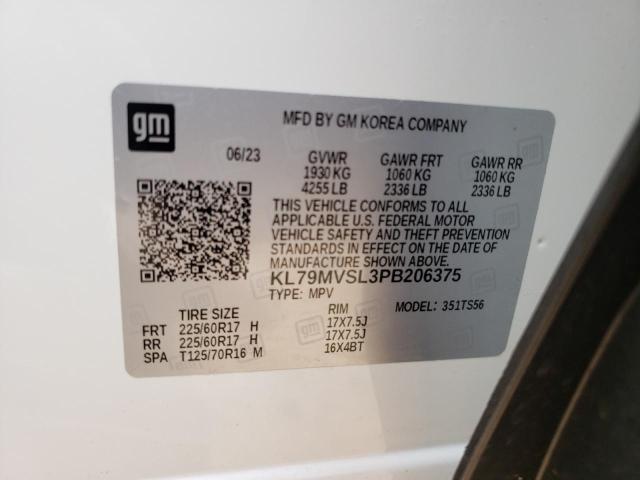 gm
MFD BY GM KOREA COMPANY
06/23 GVWR GAWR FRT GAWR RR
1930 KG 1060 KG 1060 KG
4255 LB 2336 LB 2336 LB
THIS VEHICLE CONFORMS TO ALL
APPLICABLE U.S. FEDERAL MOTOR
VEHICLE SAFETY AND THEFT PREVENTION
STANDARDS IN EFFECT ON THE DATE OF
MANUFACTURE SHOWN ABOVE.
KL79MVSL3PB206375
TYPE: MPV MODEL: 351TS56
TIRE SIZE RIM
FRT 225/60R17 H 17X7.5J
RR 225/60R17 H 17X7.5J
SPA T125/70R16 M 16X4BT